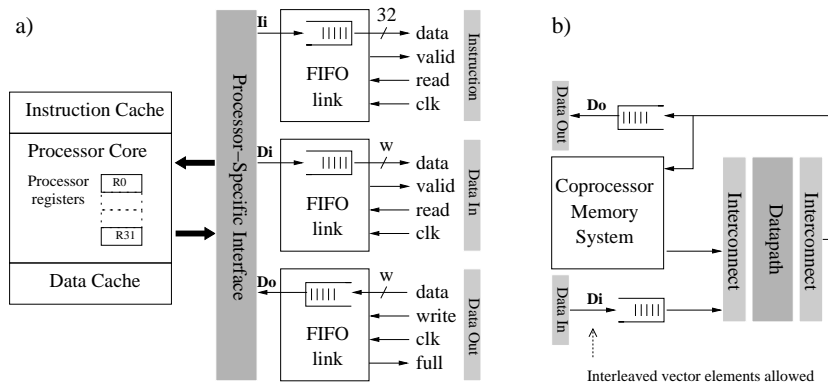 a)
Instruction Cache
Processor Core
Processor
registers
R0
R31
Data Cache
Processor-Specific Interface
Ii
32
FIFO
link
data
valid
read
clk
Instruction
Di
w
FIFO
link
data
valid
read
clk
Data In
Do
w
FIFO
link
data
write
clk
full
Data Out
b)
Data Out
Do
Coprocessor
Memory
System
Interconnect
Datapath
Interconnect
Data In
Di
Interleaved vector elements allowed